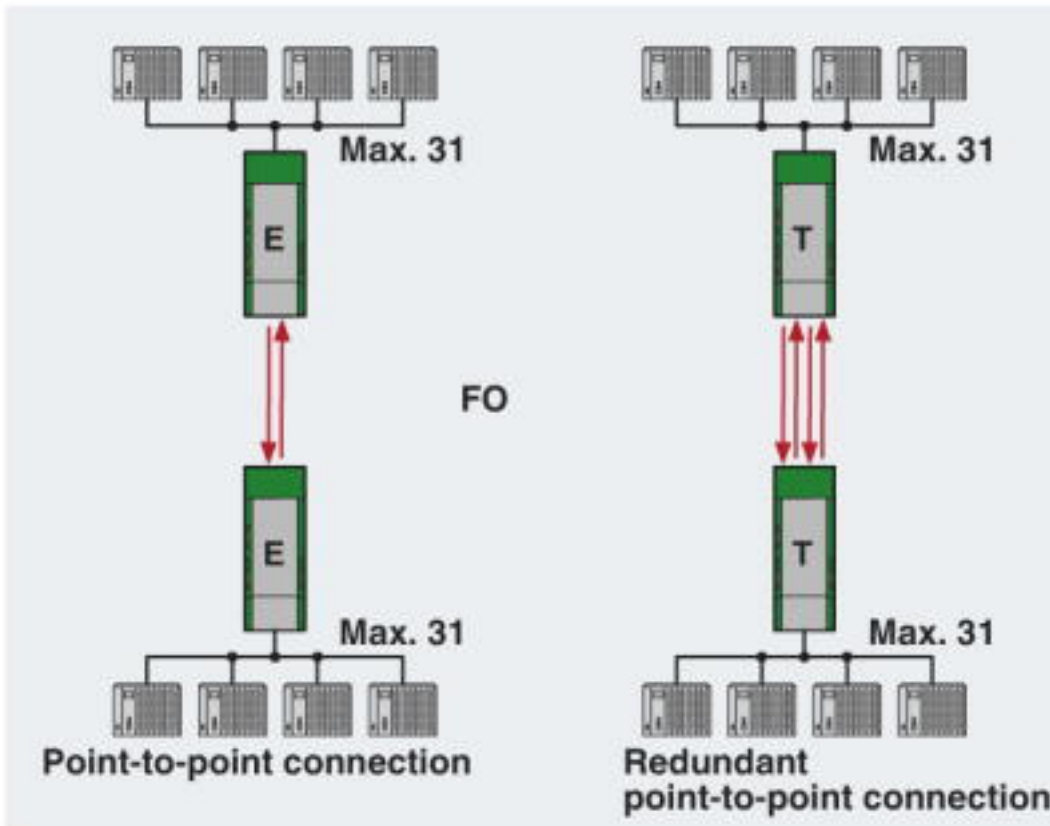 Max. 31
Max. 31
E
T
FO
E
T
Max. 31
Max. 31
Point-to-point connection
Redundant
point-to-point connection